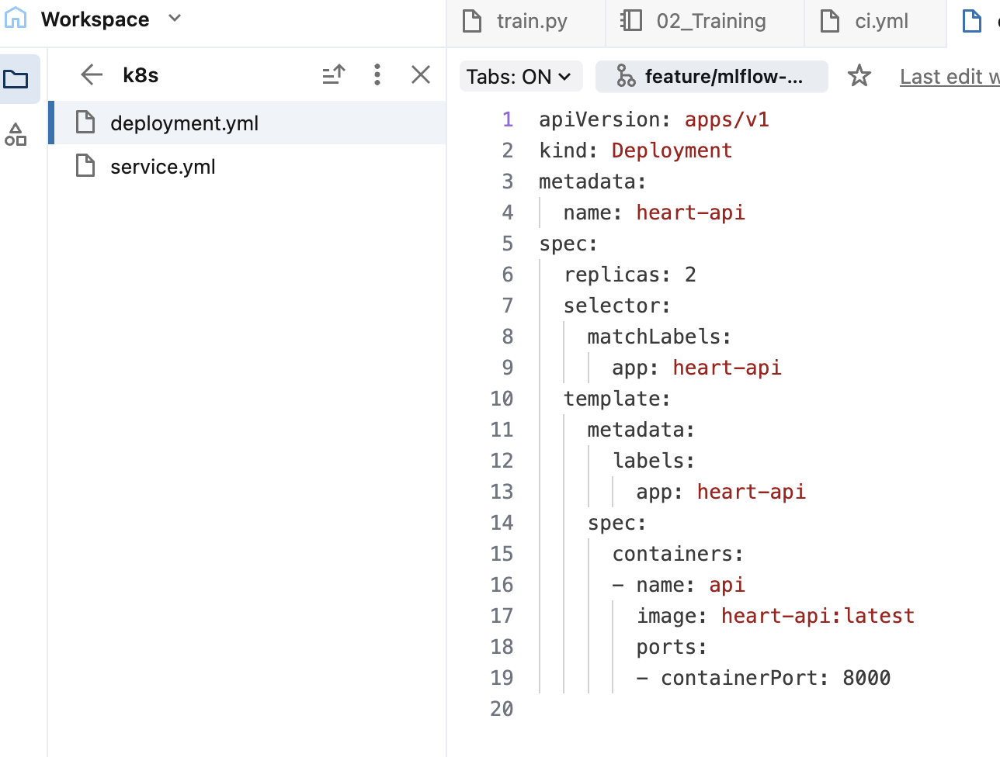 Workspace
train.py
02_Training
ci.yml
k8s
Tabs: ON
feature/mlflow-...
Last edit w
deployment.yml
service.yml
1 apiVersion: apps/v1
2 kind: Deployment
3 metadata:
4   name: heart-api
5 spec:
6   replicas: 2
7   selector:
8     matchLabels:
9       app: heart-api
10   template:
11     metadata:
12       labels:
13         app: heart-api
14     spec:
15       containers:
16       - name: api
17         image: heart-api:latest
18         ports:
19         - containerPort: 8000
20